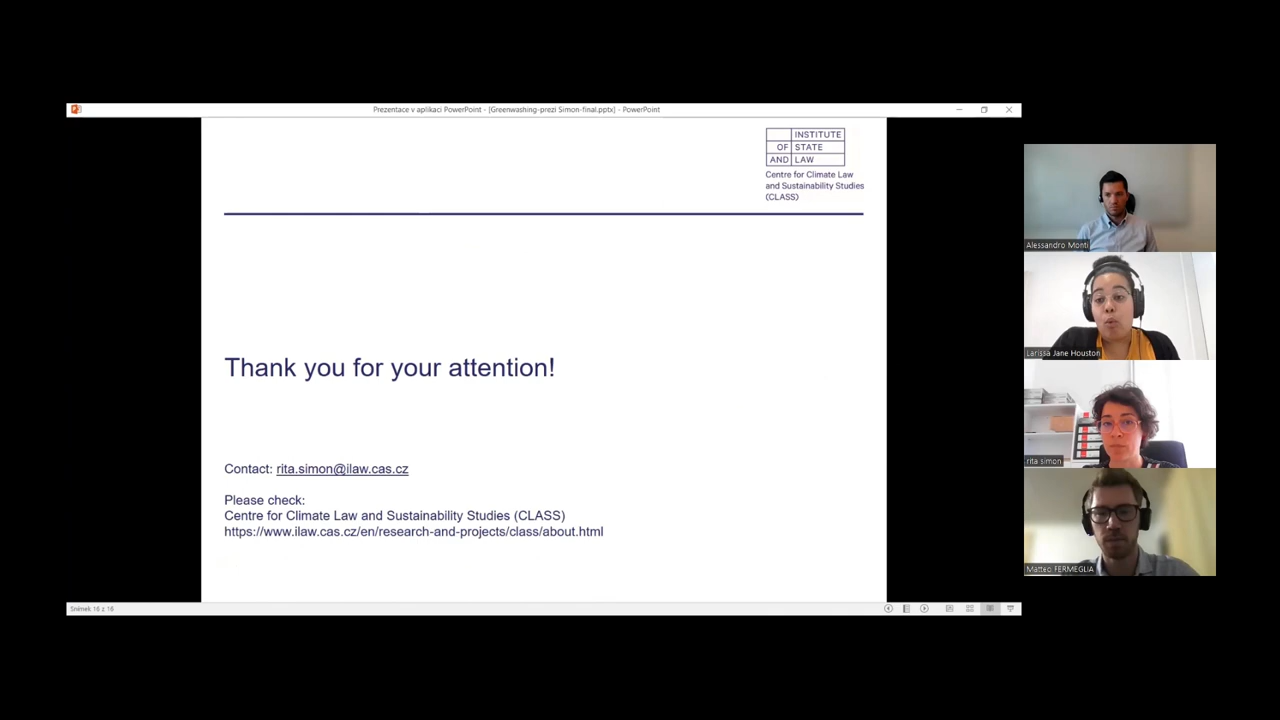 Prezentace v aplikaci PowerPoint - [Greenwashing-prezi Simon-final.pptx] - PowerPoint
INSTITUTE
OF STATE
AND LAW
Centre for Climate Law
and Sustainability Studies
(CLASS)
Thank you for your attention!
Contact: rita.simon@ilaw.cas.cz
Please check:
Centre for Climate Law and Sustainability Studies (CLASS)
https://www.ilaw.cas.cz/en/research-and-projects/class/about.html
Snímek 16 z 16
Alessandro Monti
Larissa Jane Houston
rita simon
Matteo FERMEGLIA